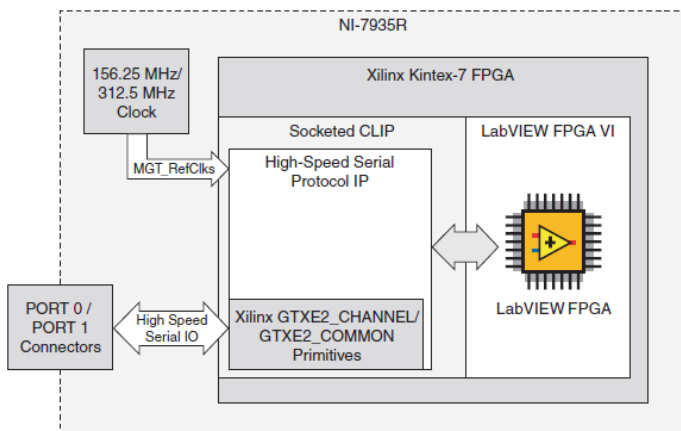 NI-7935R
156.25 MHz/
312.5 MHz
Clock
Xilinx Kintex-7 FPGA
Socketed CLIP
LabVIEW FPGA VI
MGT_RefClks
High-Speed Serial
Protocol IP
LabVIEW FPGA
PORT 0 /
PORT 1
Connectors
High Speed
Serial IO
Xilinx GTXE2_CHANNEL/
GTXE2_COMMON
Primitives